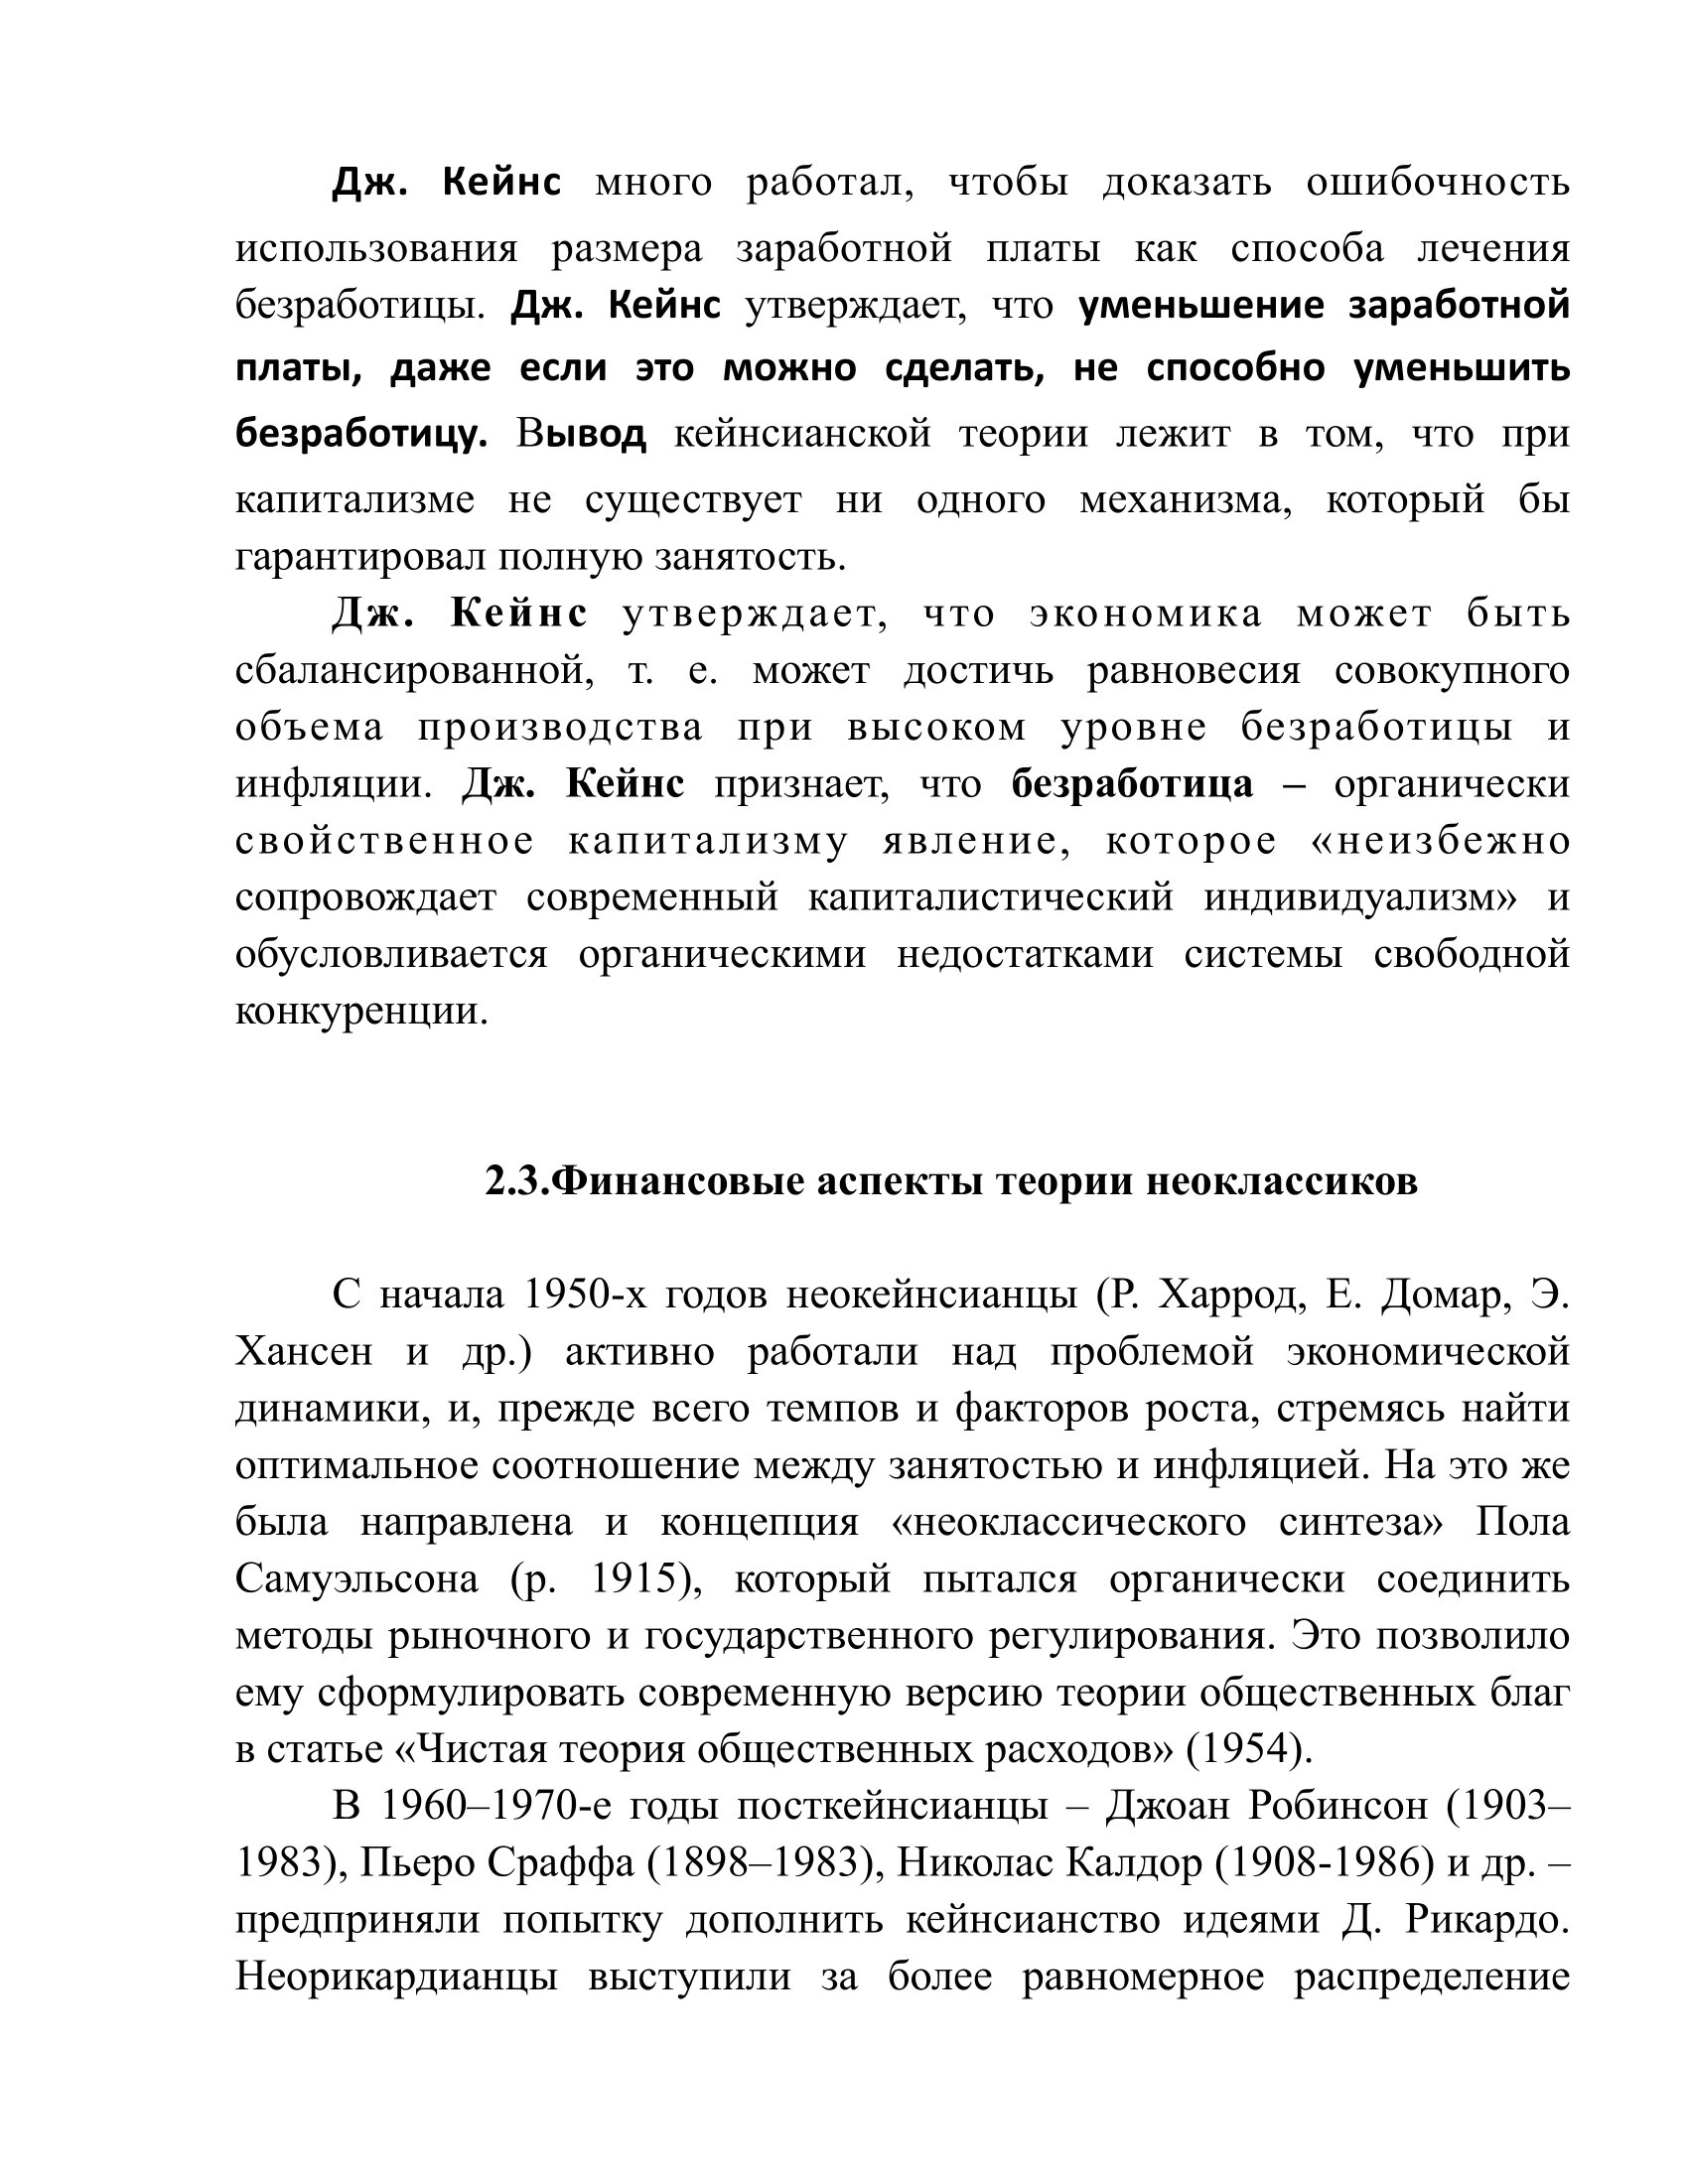 Дж. Кейнс много работал, чтобы доказать ошибочность
использования размера заработной платы как способа лечения
безработицы. Дж. Кейнс утверждает, что уменьшение заработной
платы, даже если это можно сделать, не способно уменьшить
безработицу. Вывод кейнсианской теории лежит в том, что при
капитализме не существует ни одного механизма, который бы
гарантировал полную занятость.
Дж. Кейнс утверждает, что экономика может быть
сбалансированной, т. е. может достичь равновесия совокупного
объема производства при высоком уровне безработицы и
инфляции. Дж. Кейнс признает, что безработица – органически
свойственное капитализму явление, которое «неизбежно
сопровождает современный капиталистический индивидуализм» и
обусловливается органическими недостатками системы свободной
конкуренции.
2.3.Финансовые аспекты теории неоклассиков
С начала 1950-х годов неокейнсианцы (Р. Харрод, Е. Домар, Э.
Хансен и др.) активно работали над проблемой экономической
динамики, и, прежде всего темпов и факторов роста, стремясь найти
оптимальное соотношение между занятостью и инфляцией. На это же
была направлена и концепция «неоклассического синтеза» Пола
Самуэльсона (р. 1915), который пытался органически соединить
методы рыночного и государственного регулирования. Это позволило
ему сформулировать современную версию теории общественных благ
в статье «Чистая теория общественных расходов» (1954).
В 1960–1970-е годы посткейнсианцы – Джоан Робинсон (1903–
1983), Пьеро Сраффа (1898–1983), Николас Калдор (1908-1986) и др. –
предприняли попытку дополнить кейнсианство идеями Д. Рикардо.
Неорикардианцы выступили за более равномерное распределение